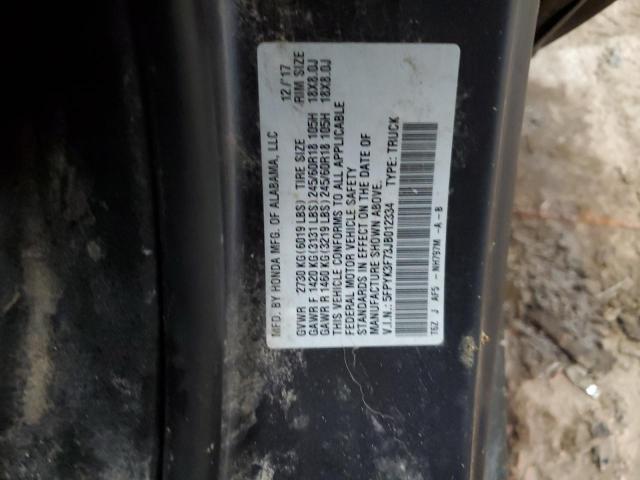 MFD. BY HONDA MFG. OF ALABAMA, LLC 12/'17
GVWR 2730 KG(6019 LBS) TIRE SIZE RIM SIZE
GAWR F 1420 KG(3131 LBS)245/60R18 105H 18X8.0J
GAWR R 1460 KG(3219 LBS)245/60R18 105H 18X8.0J
THIS VEHICLE CONFORMS TO ALL APPLICABLE
FEDERAL MOTOR VEHICLE SAFETY
STANDARDS IN EFFECT ON THE DATE OF
MANUFACTURE SHOWN ABOVE.
V.I.N.: 5FPYK3F73JB012334 TYPE: TRUCK
T6Z J AF5 - NH797M -A -B